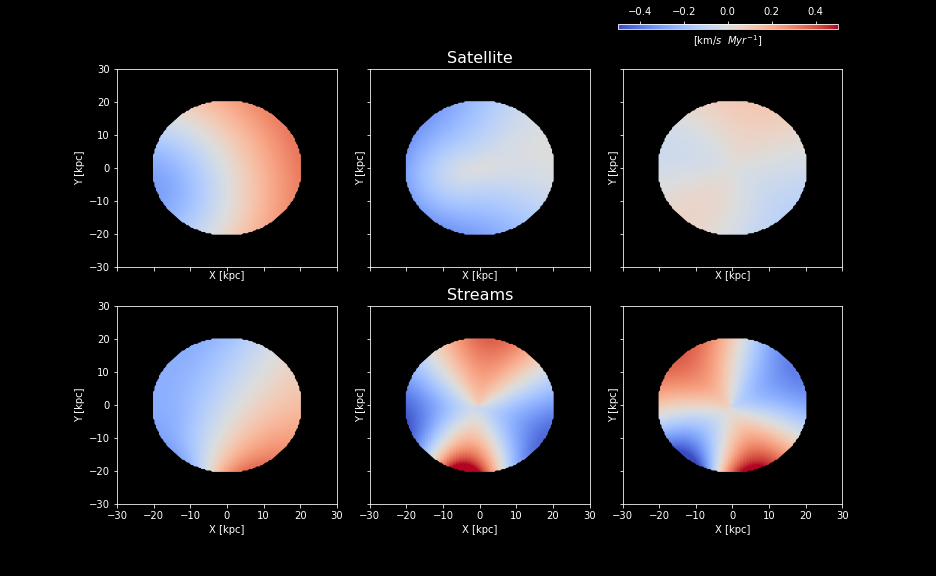 −0.4 −0.2 0.0 0.2 0.4
[km/s Myr⁻¹]
Satellite
30
20
10
0
−10
−20
−30
Y [kpc]
Y [kpc]
Y [kpc]
X [kpc] X [kpc] X [kpc]
Streams
30
20
10
0
−10
−20
−30
Y [kpc]
Y [kpc]
Y [kpc]
−30 −20 −10 0 10 20 30 −30 −20 −10 0 10 20 30 −30 −20 −10 0 10 20 30
X [kpc] X [kpc] X [kpc]